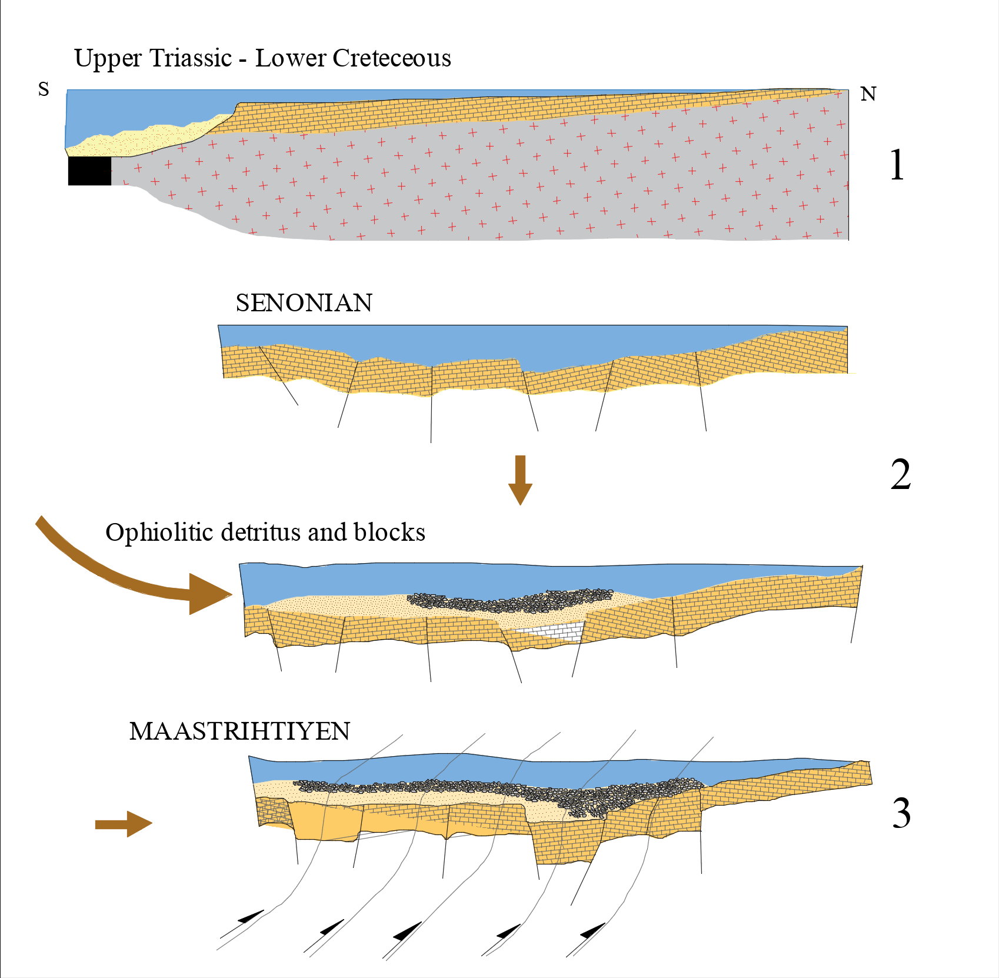 Upper Triassic - Lower Creteceous
S
N
1
SENONIAN
2
Ophiolitic detritus and blocks
MAASTRIHTIYEN
3